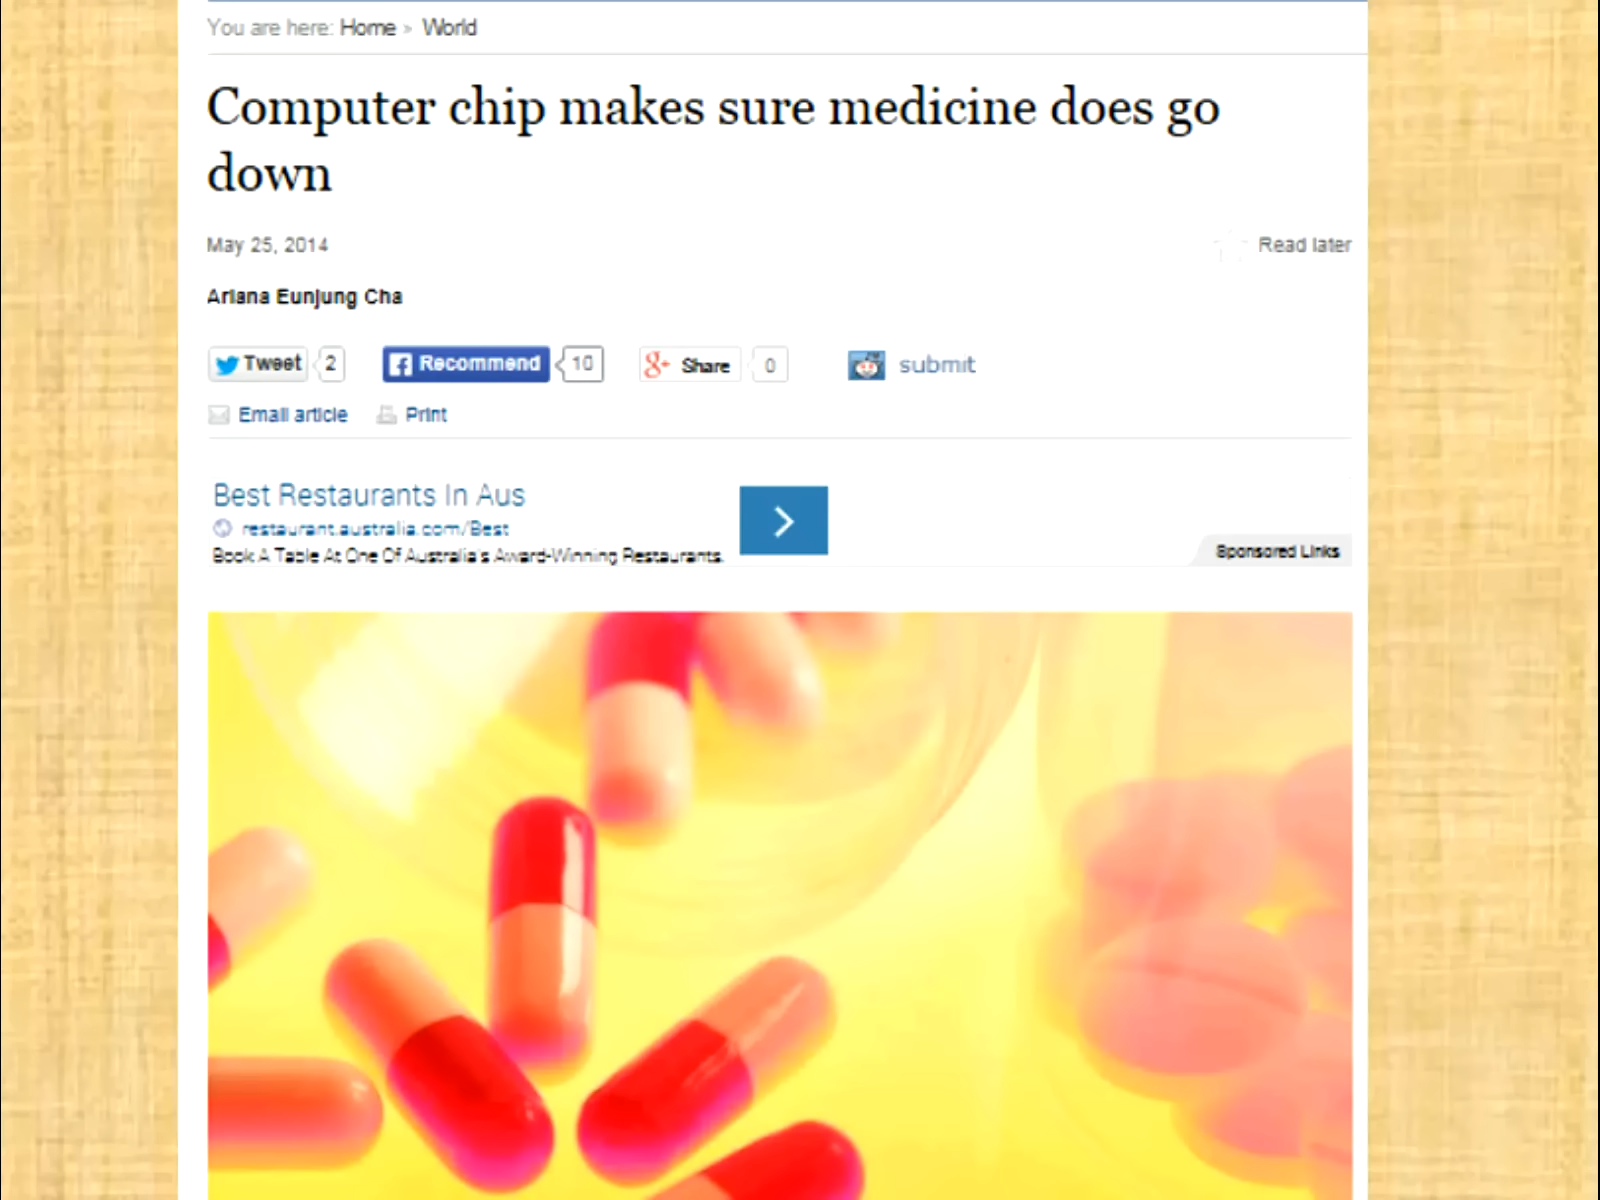 You are here: Home » World
Computer chip makes sure medicine does go
down
May 25, 2014
Read later
Ariana Eunjung Cha
Tweet 2 Recommend 10 Share 0 submit
Email article Print
Best Restaurants In Aus
restaurant.australia.com/Best
Book A Table At One Of Australia's Award-Winning Restaurants.
Sponsored Links